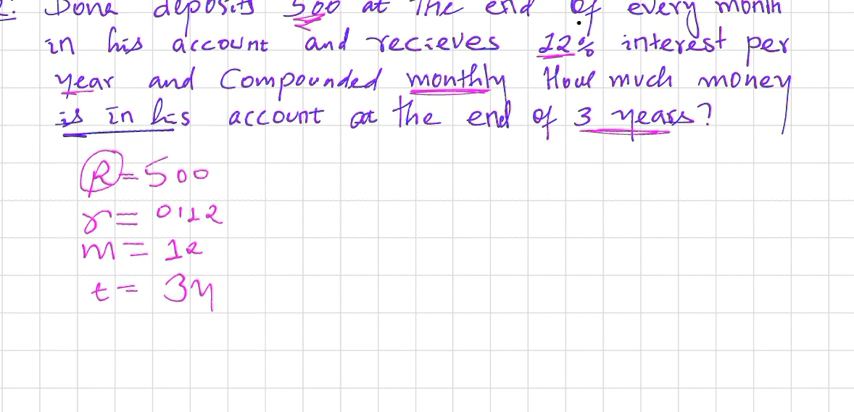 Done deposits 500 at the end of every month
in his account and recieves 12% interest per
year and Compounded monthly How much money
is in his account at the end of 3 years?
R = 500
r = 0.12
m = 12
t = 3y